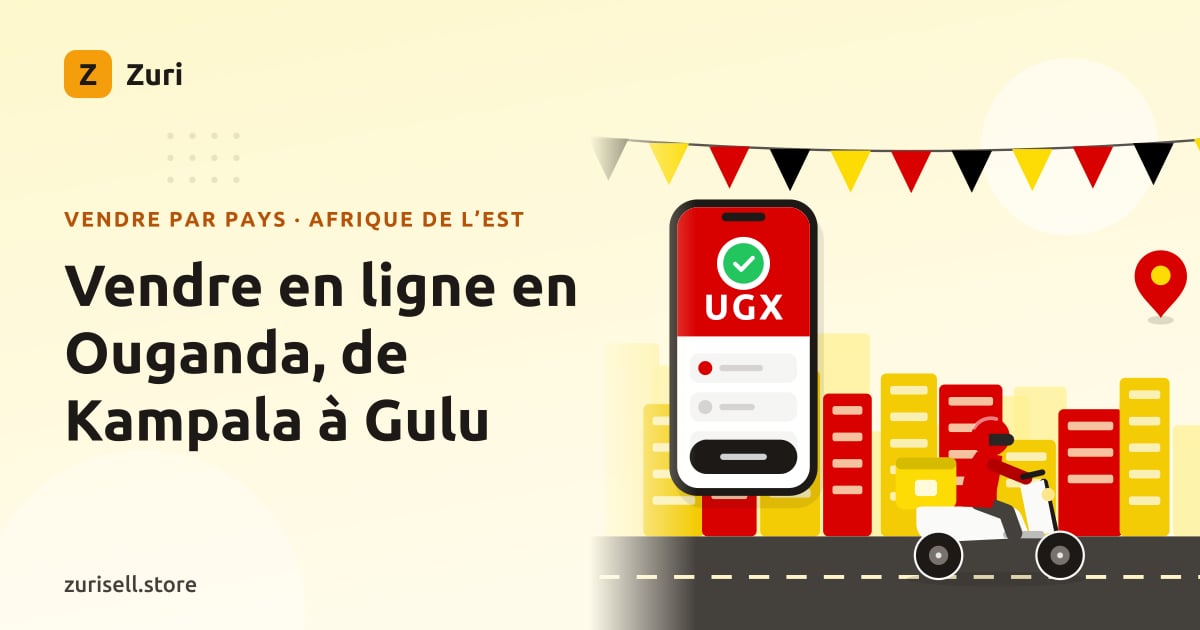 Z Zuri
VENDRE PAR PAYS · AFRIQUE DE L’EST
Vendre en ligne en
Ouganda, de
Kampala à Gulu
UGX
zurisell.store